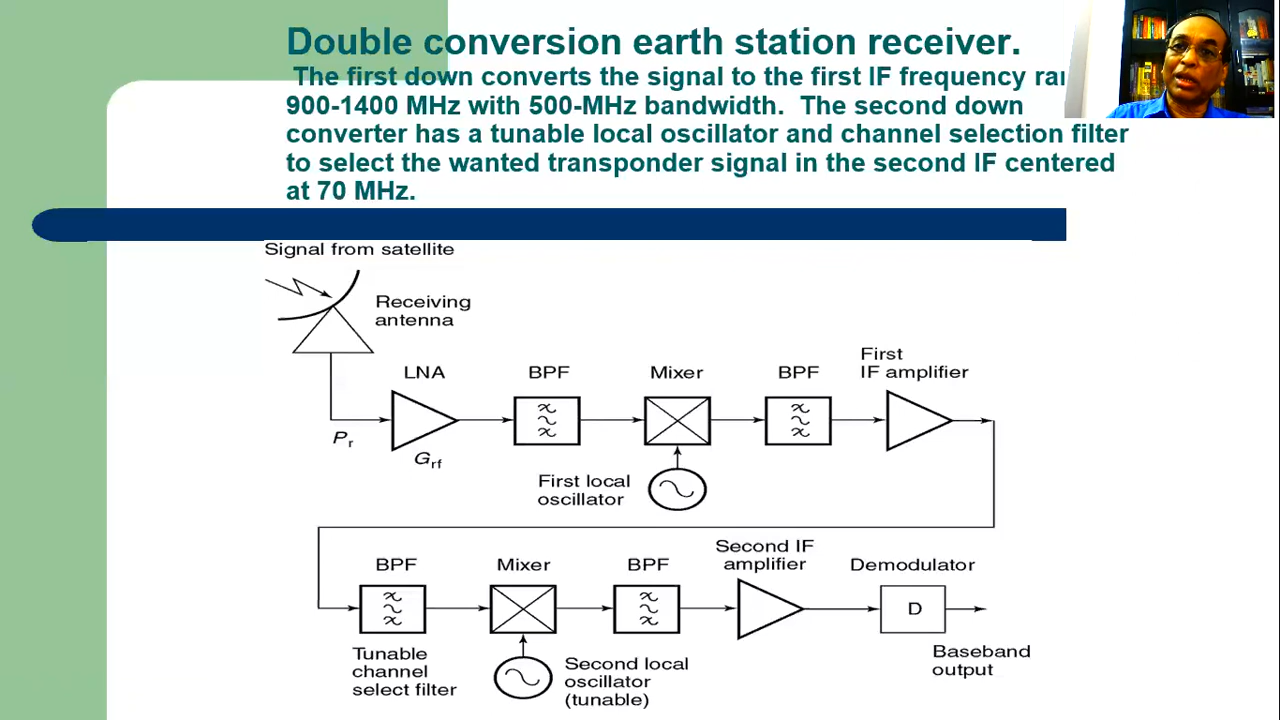 Double conversion earth station receiver.
The first down converts the signal to the first IF frequency
900-1400 MHz with 500-MHz bandwidth. The second down
converter has a tunable local oscillator and channel selection filter
to select the wanted transponder signal in the second IF centered
at 70 MHz.
Signal from satellite
Receiving
antenna
First
LNA BPF Mixer BPF IF amplifier
Pr
Grf
First local
oscillator
Second IF
BPF Mixer BPF amplifier Demodulator
D
Tunable
channel
select filter
Second local
oscillator
(tunable)
Baseband
output